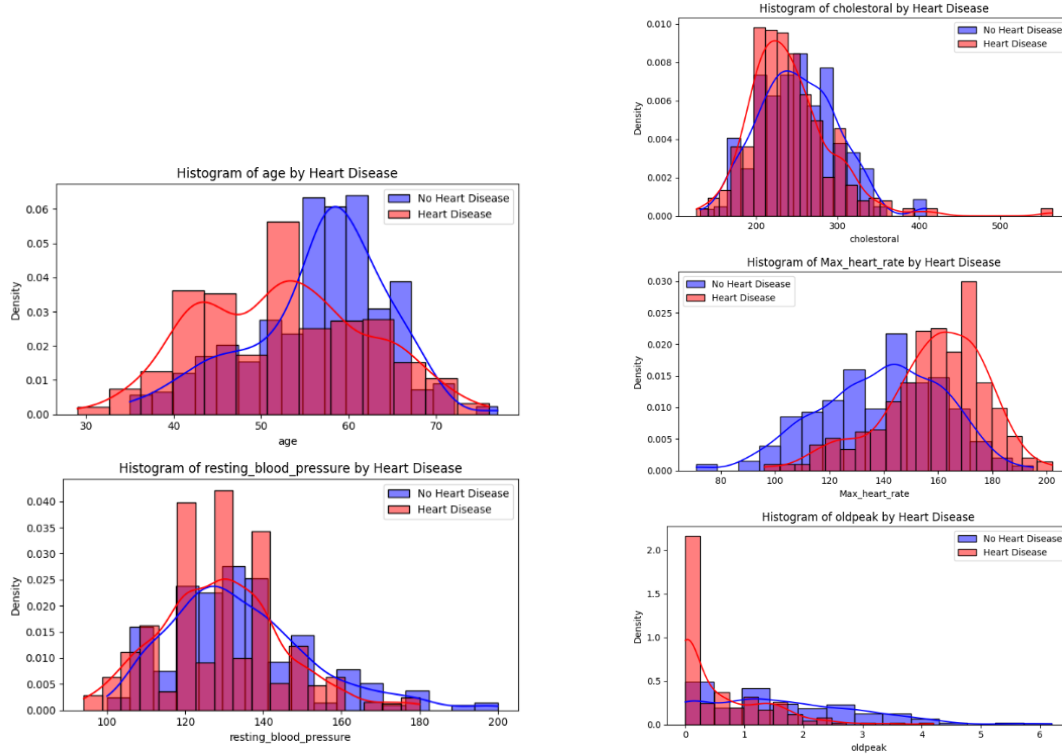 Histogram of age by Heart Disease
No Heart Disease
Heart Disease
0.06
0.05
0.04
0.03
0.02
0.01
0.00
Density
30 40 50 60 70
age
Histogram of resting_blood_pressure by Heart Disease
No Heart Disease
Heart Disease
0.040
0.035
0.030
0.025
0.020
0.015
0.010
0.005
0.000
Density
100 120 140 160 180 200
resting_blood_pressure
Histogram of cholestoral by Heart Disease
No Heart Disease
Heart Disease
0.010
0.008
0.006
0.004
0.002
0.000
Density
200 300 400 500
cholestoral
Histogram of Max_heart_rate by Heart Disease
No Heart Disease
Heart Disease
0.030
0.025
0.020
0.015
0.010
0.005
0.000
Density
80 100 120 140 160 180 200
Max_heart_rate
Histogram of oldpeak by Heart Disease
No Heart Disease
Heart Disease
2.0
1.5
1.0
0.5
0.0
Density
0 1 2 3 4 5 6
oldpeak